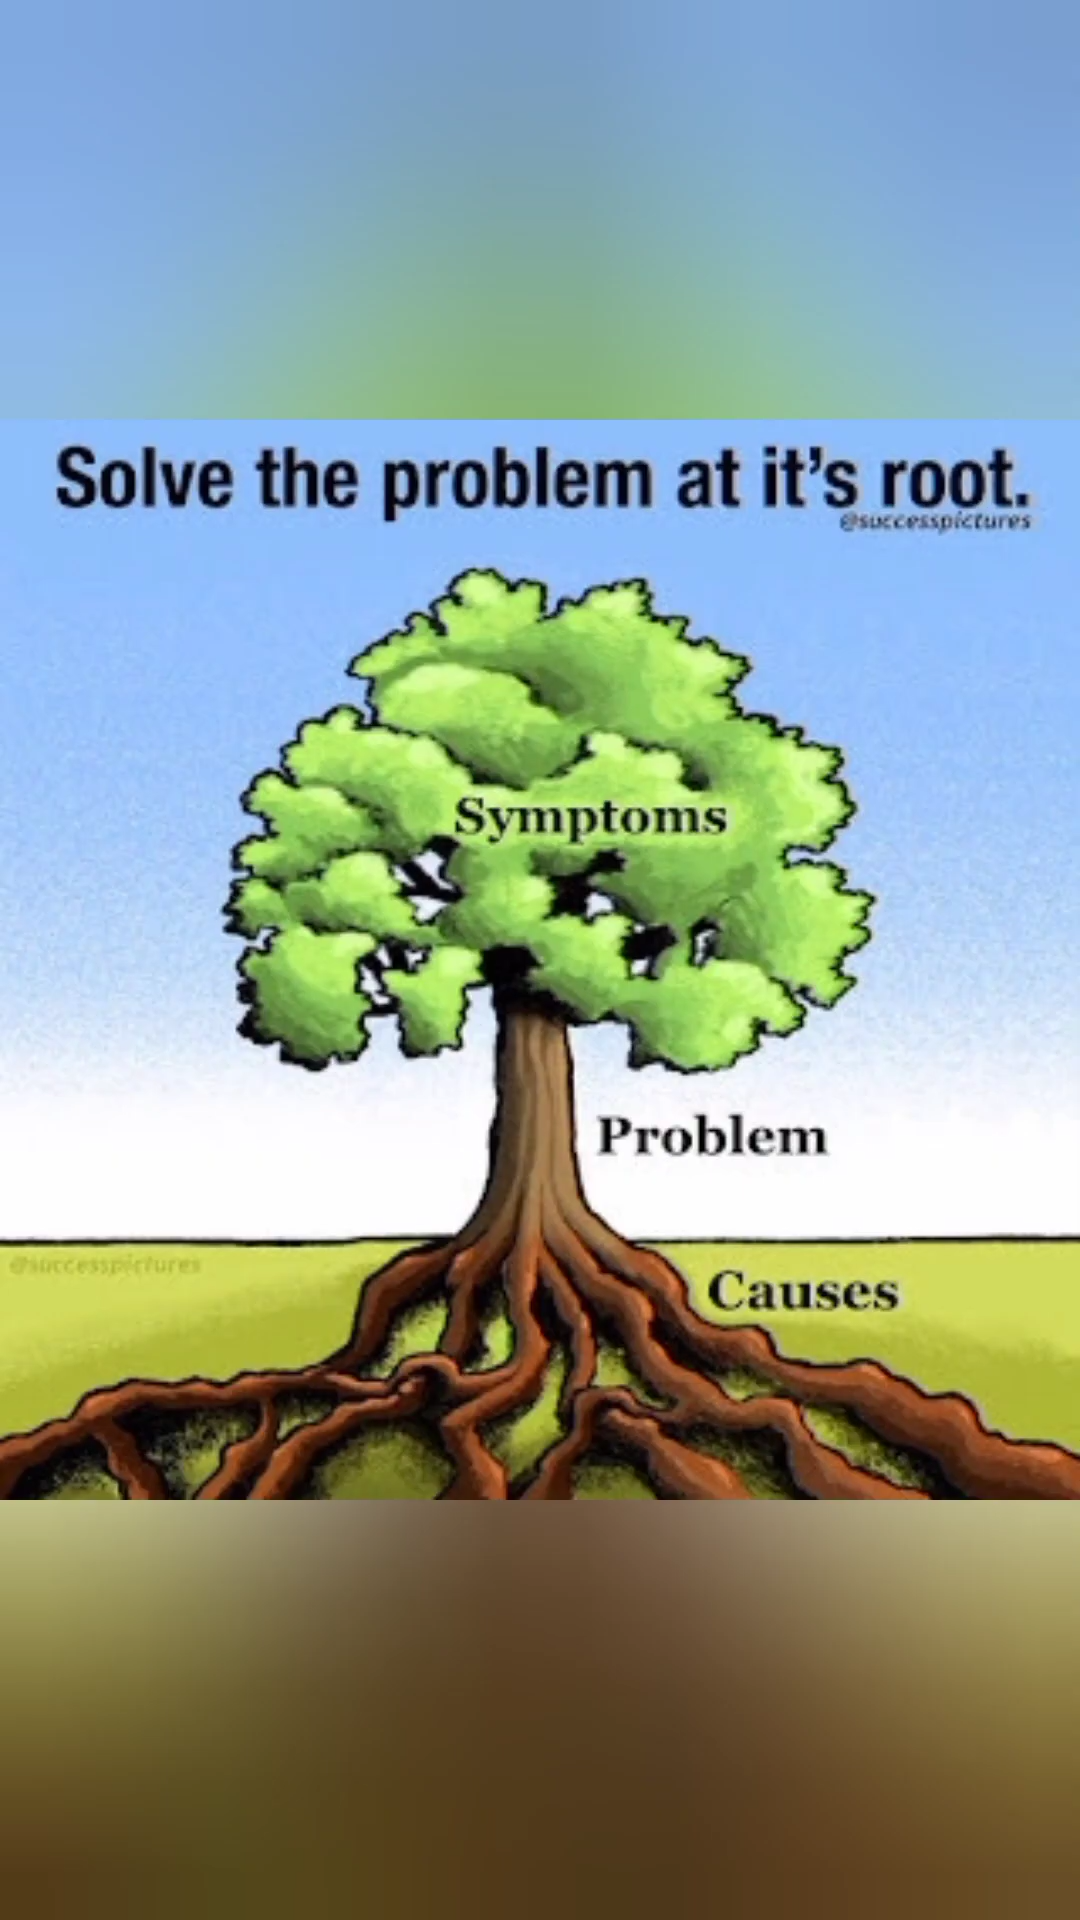 Solve the problem at it's root.
@successpictures
Symptoms
Problem
@successpictures
Causes